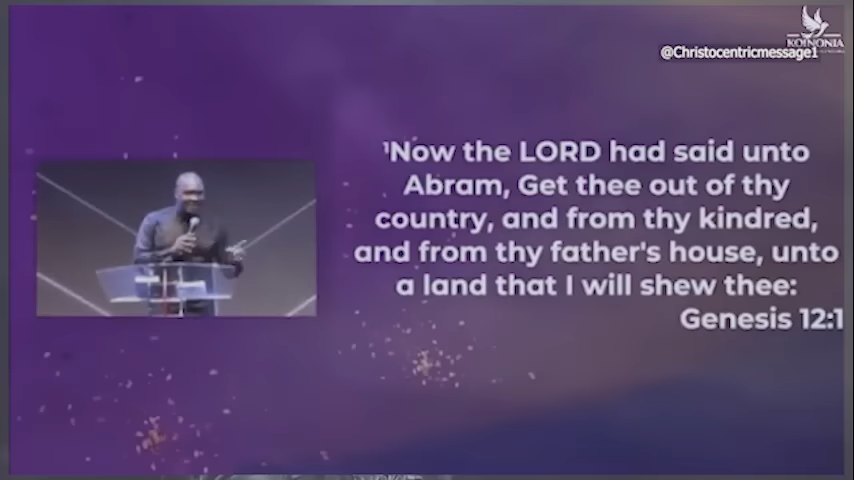 KOINONIA
@Christocentricmessage1
¹Now the LORD had said unto
Abram, Get thee out of thy
country, and from thy kindred,
and from thy father's house, unto
a land that I will shew thee:
Genesis 12:1